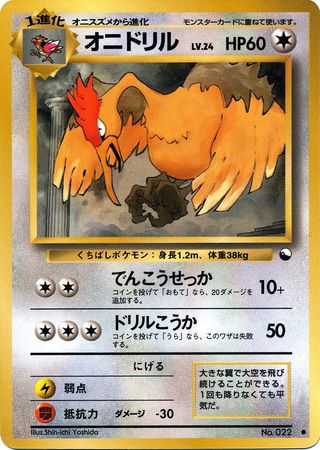 1進化
オニスズメから進化
モンスターカードに重ねて使います。
オニドリル LV.24 HP60
くちばしポケモン:身長1.2m、体重38kg
でんこうせっか 10+
コインを投げて「おもて」なら、20ダメージを
追加する。
ドリルこうか 50
コインを投げて「うら」なら、このワザは失敗
する。
にげる
弱点
抵抗力 ダメージ -30
大きな翼で大空を飛び
続けることができる。
1回も降りなくても平
気だ。
Illus.Shin-ichi Yoshida
No. 022